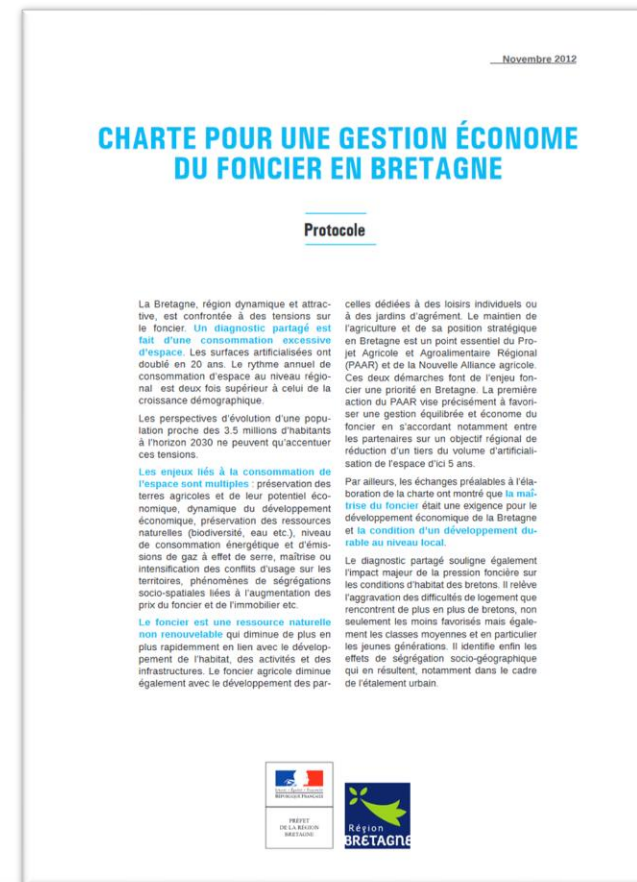 Novembre 2012
CHARTE POUR UNE GESTION ÉCONOME
DU FONCIER EN BRETAGNE
Protocole
La Bretagne, région dynamique et attrac-
tive, est confrontée à des tensions sur
le foncier. Un diagnostic partagé est
fait d'une consommation excessive
d'espace. Les surfaces artificialisées ont
doublé en 20 ans. Le rythme annuel de
consommation d'espace au niveau régio-
nal est deux fois supérieur à celui de la
croissance démographique.
Les perspectives d'évolution d'une popu-
lation proche des 3.5 millions d'habitants
à l'horizon 2030 ne peuvent qu'accentuer
ces tensions.
Les enjeux liés à la consommation de
l'espace sont multiples : préservation des
terres agricoles et de leur potentiel éco-
nomique, dynamique du développement
économique, préservation des ressources
naturelles (biodiversité, eau etc.), niveau
de consommation énergétique et d'émis-
sions de gaz à effet de serre, maîtrise ou
intensification des conflits d'usage sur les
territoires, phénomènes de ségrégations
socio-spatiales liées à l'augmentation des
prix du foncier et de l'immobilier etc.
Le foncier est une ressource naturelle
non renouvelable qui diminue de plus en
plus rapidement en lien avec le dévelop-
pement de l'habitat, des activités et des
infrastructures. Le foncier agricole diminue
également avec le développement des par-
celles dédiées à des loisirs individuels ou
à des jardins d'agrément. Le maintien de
l'agriculture et de sa position stratégique
en Bretagne est un point essentiel du Pro-
jet Agricole et Agroalimentaire Régional
(PAAR) et de la Nouvelle Alliance agricole.
Ces deux démarches font de l'enjeu fon-
cier une priorité en Bretagne. La première
action du PAAR vise précisément à favori-
ser une gestion équilibrée et économe du
foncier en s'accordant notamment entre
les partenaires sur un objectif régional de
réduction d'un tiers du volume d'artificiali-
sation de l'espace d'ici 5 ans.
Par ailleurs, les échanges préalables à l'éla-
boration de la charte ont montré que la maî-
trise du foncier était une exigence pour le
développement économique de la Bretagne
et la condition d'un développement du-
rable au niveau local.
Le diagnostic partagé souligne également
l'impact majeur de la pression foncière sur
les conditions d'habitat des bretons. Il relève
l'aggravation des difficultés de logement que
rencontrent de plus en plus de bretons, non
seulement les moins favorisés mais égale-
ment les classes moyennes et en particulier
les jeunes générations. Il identifie enfin les
effets de ségrégation socio-géographique
qui en résultent, notamment dans le cadre
de l'étalement urbain.
Liberté • Égalité • Fraternité
RÉPUBLIQUE FRANÇAISE
PRÉFET
DE LA RÉGION
BRETAGNE
Région
BRETAGNE